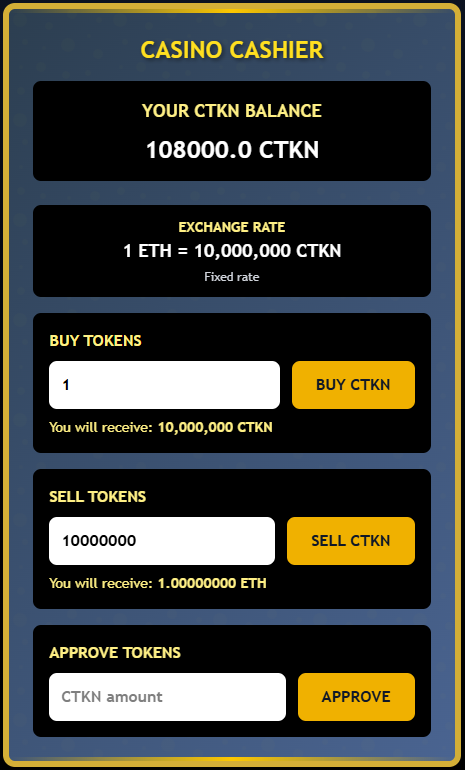 CASINO CASHIER
YOUR CTKN BALANCE
108000.0 CTKN
EXCHANGE RATE
1 ETH = 10,000,000 CTKN
Fixed rate
BUY TOKENS
1
BUY CTKN
You will receive: 10,000,000 CTKN
SELL TOKENS
10000000
SELL CTKN
You will receive: 1.00000000 ETH
APPROVE TOKENS
CTKN amount
APPROVE